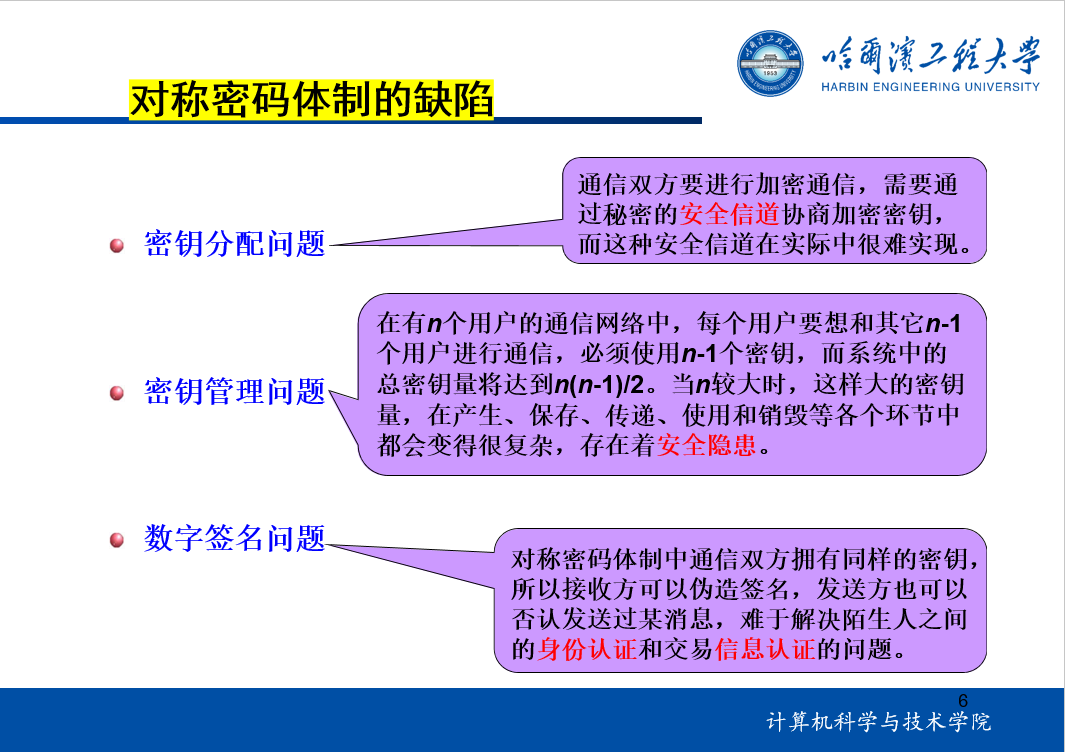 哈爾濱工程大学
1953
HARBIN ENGINEERING UNIVERSITY
对称密码体制的缺陷
通信双方要进行加密通信，需要通
过秘密的安全信道协商加密密钥，
而这种安全信道在实际中很难实现。
密钥分配问题
在有n个用户的通信网络中，每个用户要想和其它n-1
个用户进行通信，必须使用n-1个密钥，而系统中的
总密钥量将达到n(n-1)/2。当n较大时，这样大的密钥
量，在产生、保存、传递、使用和销毁等各个环节中
都会变得很复杂，存在着安全隐患。
密钥管理问题
数字签名问题
对称密码体制中通信双方拥有同样的密钥，
所以接收方可以伪造签名，发送方也可以
否认发送过某消息，难于解决陌生人之间
的身份认证和交易信息认证的问题。
6
计算机科学与技术学院